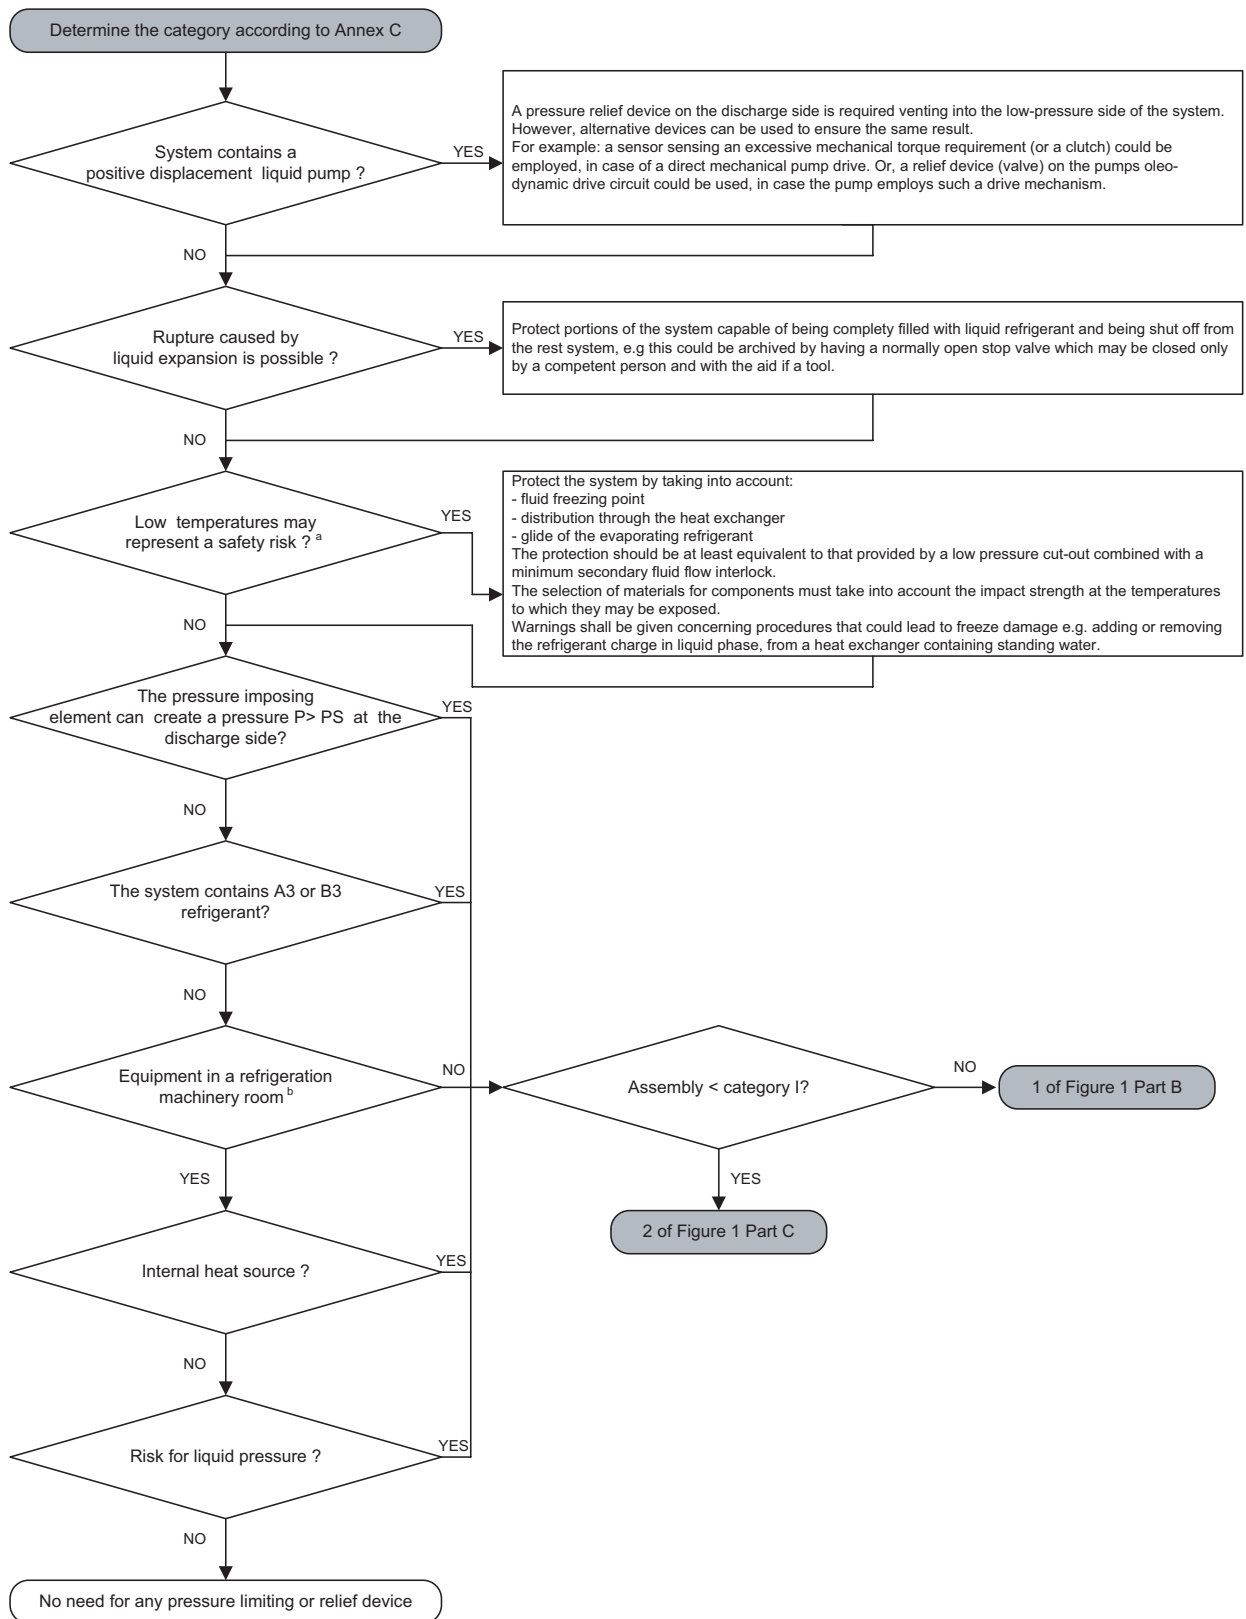 Determine the category according to Annex C
System contains a
positive displacement liquid pump ?
YES
A pressure relief device on the discharge side is required venting into the low-pressure side of the system.
However, alternative devices can be used to ensure the same result.
For example: a sensor sensing an excessive mechanical torque requirement (or a clutch) could be
employed, in case of a direct mechanical pump drive. Or, a relief device (valve) on the pumps oleo-
dynamic drive circuit could be used, in case the pump employs such a drive mechanism.
NO
Rupture caused by
liquid expansion is possible ?
YES
Protect portions of the system capable of being complety filled with liquid refrigerant and being shut off from
the rest system, e.g this could be archived by having a normally open stop valve which may be closed only
by a competent person and with the aid if a tool.
NO
Low temperatures may
represent a safety risk ? a
YES
Protect the system by taking into account:
- fluid freezing point
- distribution through the heat exchanger
- glide of the evaporating refrigerant
The protection should be at least equivalent to that provided by a low pressure cut-out combined with a
minimum secondary fluid flow interlock.
The selection of materials for components must take into account the impact strength at the temperatures
to which they may be exposed.
Warnings shall be given concerning procedures that could lead to freeze damage e.g. adding or removing
the refrigerant charge in liquid phase, from a heat exchanger containing standing water.
NO
The pressure imposing
element can create a pressure P> PS at the
discharge side?
YES
NO
The system contains A3 or B3
refrigerant?
YES
NO
Equipment in a refrigeration
machinery room b
NO
Assembly < category I?
NO
1 of Figure 1 Part B
YES
YES
2 of Figure 1 Part C
Internal heat source ?
YES
NO
Risk for liquid pressure ?
YES
NO
No need for any pressure limiting or relief device